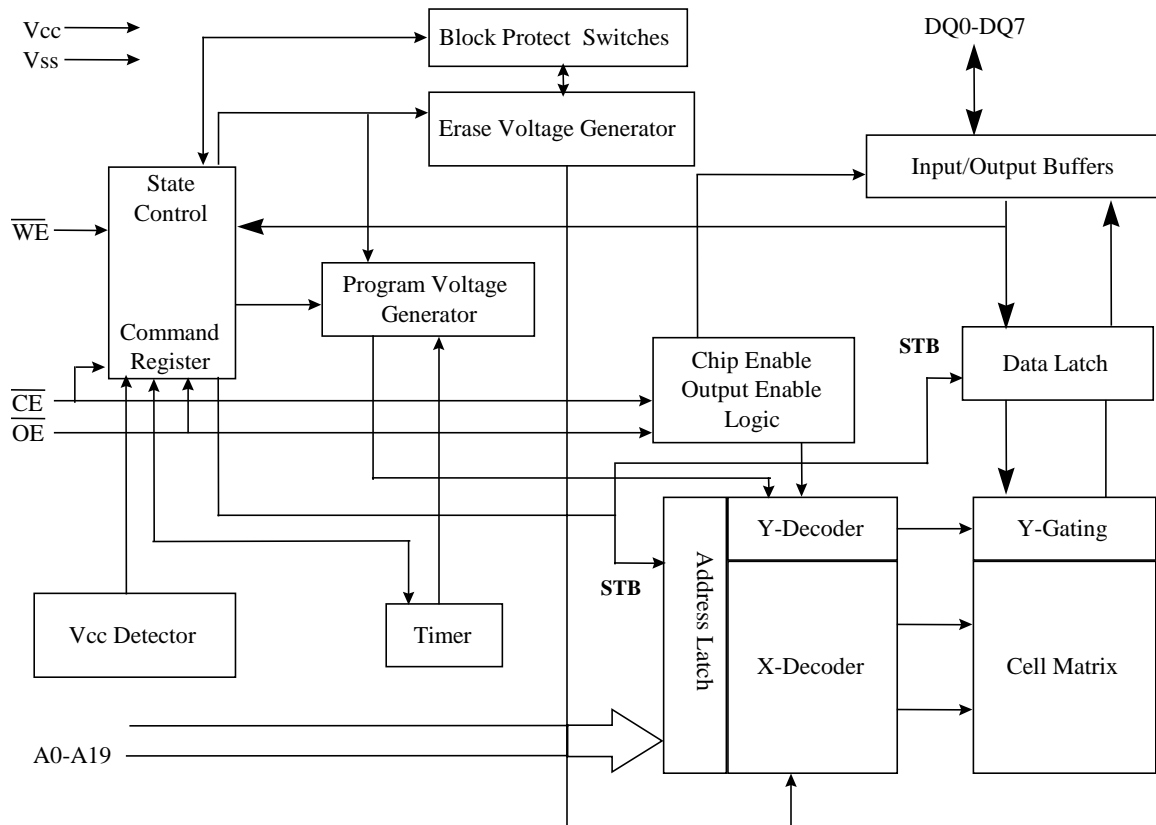 Vcc
Vss
Block Protect Switches
DQ0-DQ7
Erase Voltage Generator
Input/Output Buffers
State
Control
WE
Program Voltage
Generator
Command
Register
STB
Chip Enable
Output Enable
Logic
Data Latch
CE
OE
Address Latch
Y-Decoder
Y-Gating
STB
Vcc Detector
Timer
X-Decoder
Cell Matrix
A0-A19